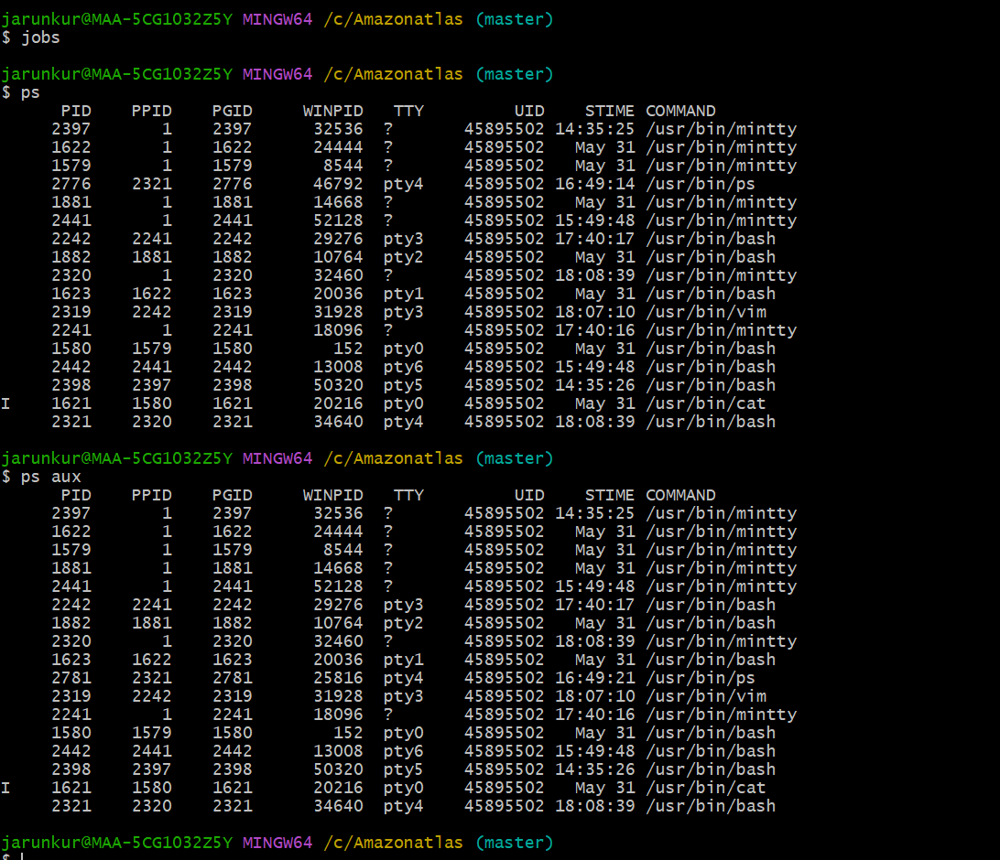 jarunkur@MAA-5CG1032Z5Y MINGW64 /c/Amazonatlas (master)
$ jobs
jarunkur@MAA-5CG1032Z5Y MINGW64 /c/Amazonatlas (master)
$ ps
PID PPID PGID WINPID TTY UID STIME COMMAND
2397 1 2397 32536 ? 45895502 14:35:25 /usr/bin/mintty
1622 1 1622 24444 ? 45895502 May 31 /usr/bin/mintty
1579 1 1579 8544 ? 45895502 May 31 /usr/bin/mintty
2776 2321 2776 46792 pty4 45895502 16:49:14 /usr/bin/ps
1881 1 1881 14668 ? 45895502 May 31 /usr/bin/mintty
2441 1 2441 52128 ? 45895502 15:49:48 /usr/bin/mintty
2242 2241 2242 29276 pty3 45895502 17:40:17 /usr/bin/bash
1882 1881 1882 10764 pty2 45895502 May 31 /usr/bin/bash
2320 1 2320 32460 ? 45895502 18:08:39 /usr/bin/mintty
1623 1622 1623 20036 pty1 45895502 May 31 /usr/bin/bash
2319 2242 2319 31928 pty3 45895502 18:07:10 /usr/bin/vim
2241 1 2241 18096 ? 45895502 17:40:16 /usr/bin/mintty
1580 1579 1580 152 pty0 45895502 May 31 /usr/bin/bash
2442 2441 2442 13008 pty6 45895502 15:49:48 /usr/bin/bash
2398 2397 2398 50320 pty5 45895502 14:35:26 /usr/bin/bash
I 1621 1580 1621 20216 pty0 45895502 May 31 /usr/bin/cat
2321 2320 2321 34640 pty4 45895502 18:08:39 /usr/bin/bash
jarunkur@MAA-5CG1032Z5Y MINGW64 /c/Amazonatlas (master)
$ ps aux
PID PPID PGID WINPID TTY UID STIME COMMAND
2397 1 2397 32536 ? 45895502 14:35:25 /usr/bin/mintty
1622 1 1622 24444 ? 45895502 May 31 /usr/bin/mintty
1579 1 1579 8544 ? 45895502 May 31 /usr/bin/mintty
1881 1 1881 14668 ? 45895502 May 31 /usr/bin/mintty
2441 1 2441 52128 ? 45895502 15:49:48 /usr/bin/mintty
2242 2241 2242 29276 pty3 45895502 17:40:17 /usr/bin/bash
1882 1881 1882 10764 pty2 45895502 May 31 /usr/bin/bash
2320 1 2320 32460 ? 45895502 18:08:39 /usr/bin/mintty
1623 1622 1623 20036 pty1 45895502 May 31 /usr/bin/bash
2781 2321 2781 25816 pty4 45895502 16:49:21 /usr/bin/ps
2319 2242 2319 31928 pty3 45895502 18:07:10 /usr/bin/vim
2241 1 2241 18096 ? 45895502 17:40:16 /usr/bin/mintty
1580 1579 1580 152 pty0 45895502 May 31 /usr/bin/bash
2442 2441 2442 13008 pty6 45895502 15:49:48 /usr/bin/bash
2398 2397 2398 50320 pty5 45895502 14:35:26 /usr/bin/bash
I 1621 1580 1621 20216 pty0 45895502 May 31 /usr/bin/cat
2321 2320 2321 34640 pty4 45895502 18:08:39 /usr/bin/bash
jarunkur@MAA-5CG1032Z5Y MINGW64 /c/Amazonatlas (master)
$